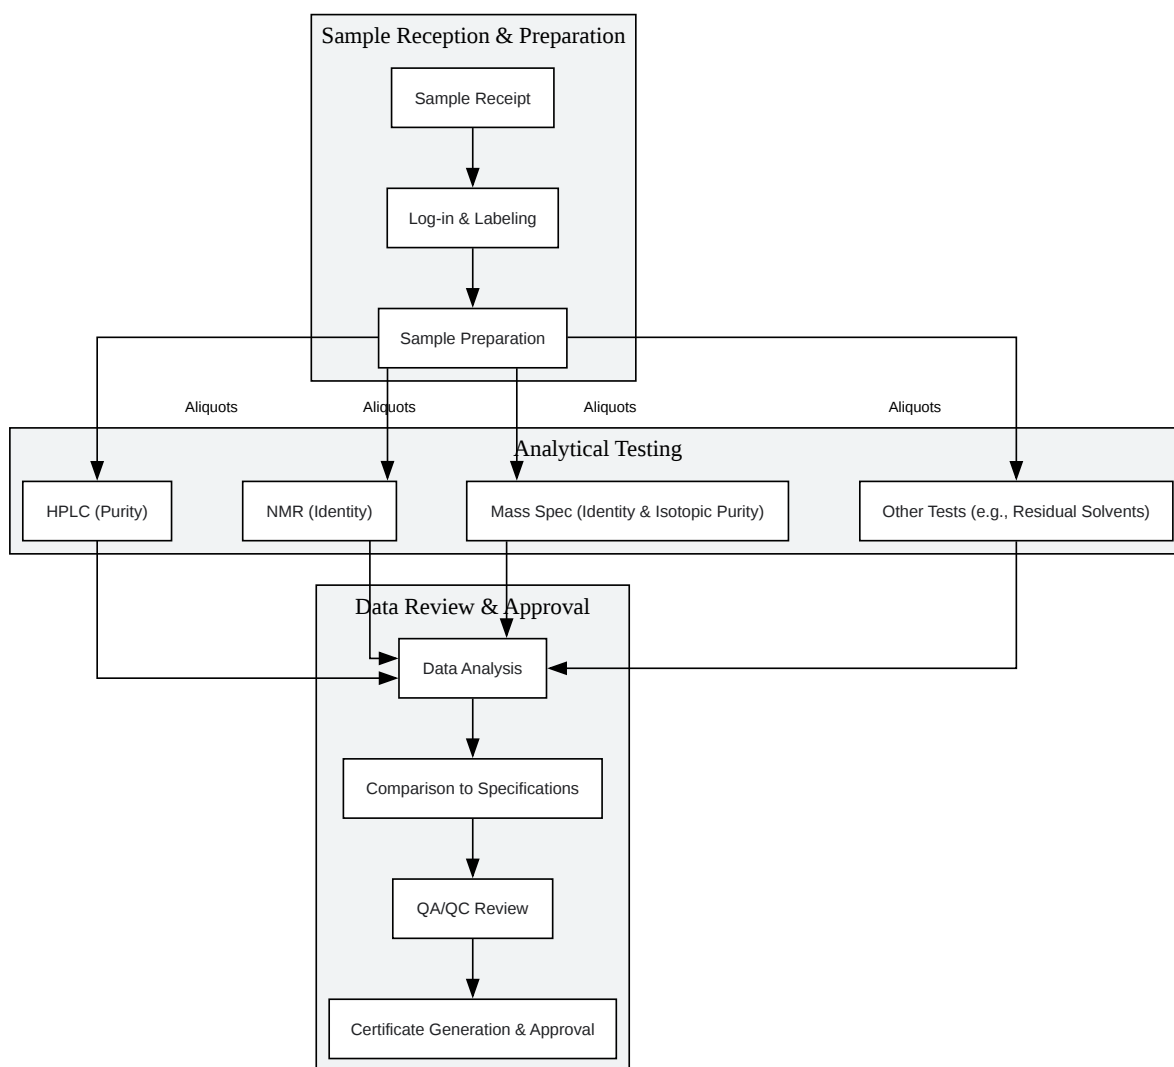 Sample Reception & Preparation
Sample Receipt
Log-in & Labeling
Sample Preparation
Aliquots
Aliquots
Aliquots
Aliquots
Analytical Testing
HPLC (Purity)
NMR (Identity)
Mass Spec (Identity & Isotopic Purity)
Other Tests (e.g., Residual Solvents)
Data Review & Approval
Data Analysis
Comparison to Specifications
QA/QC Review
Certificate Generation & Approval